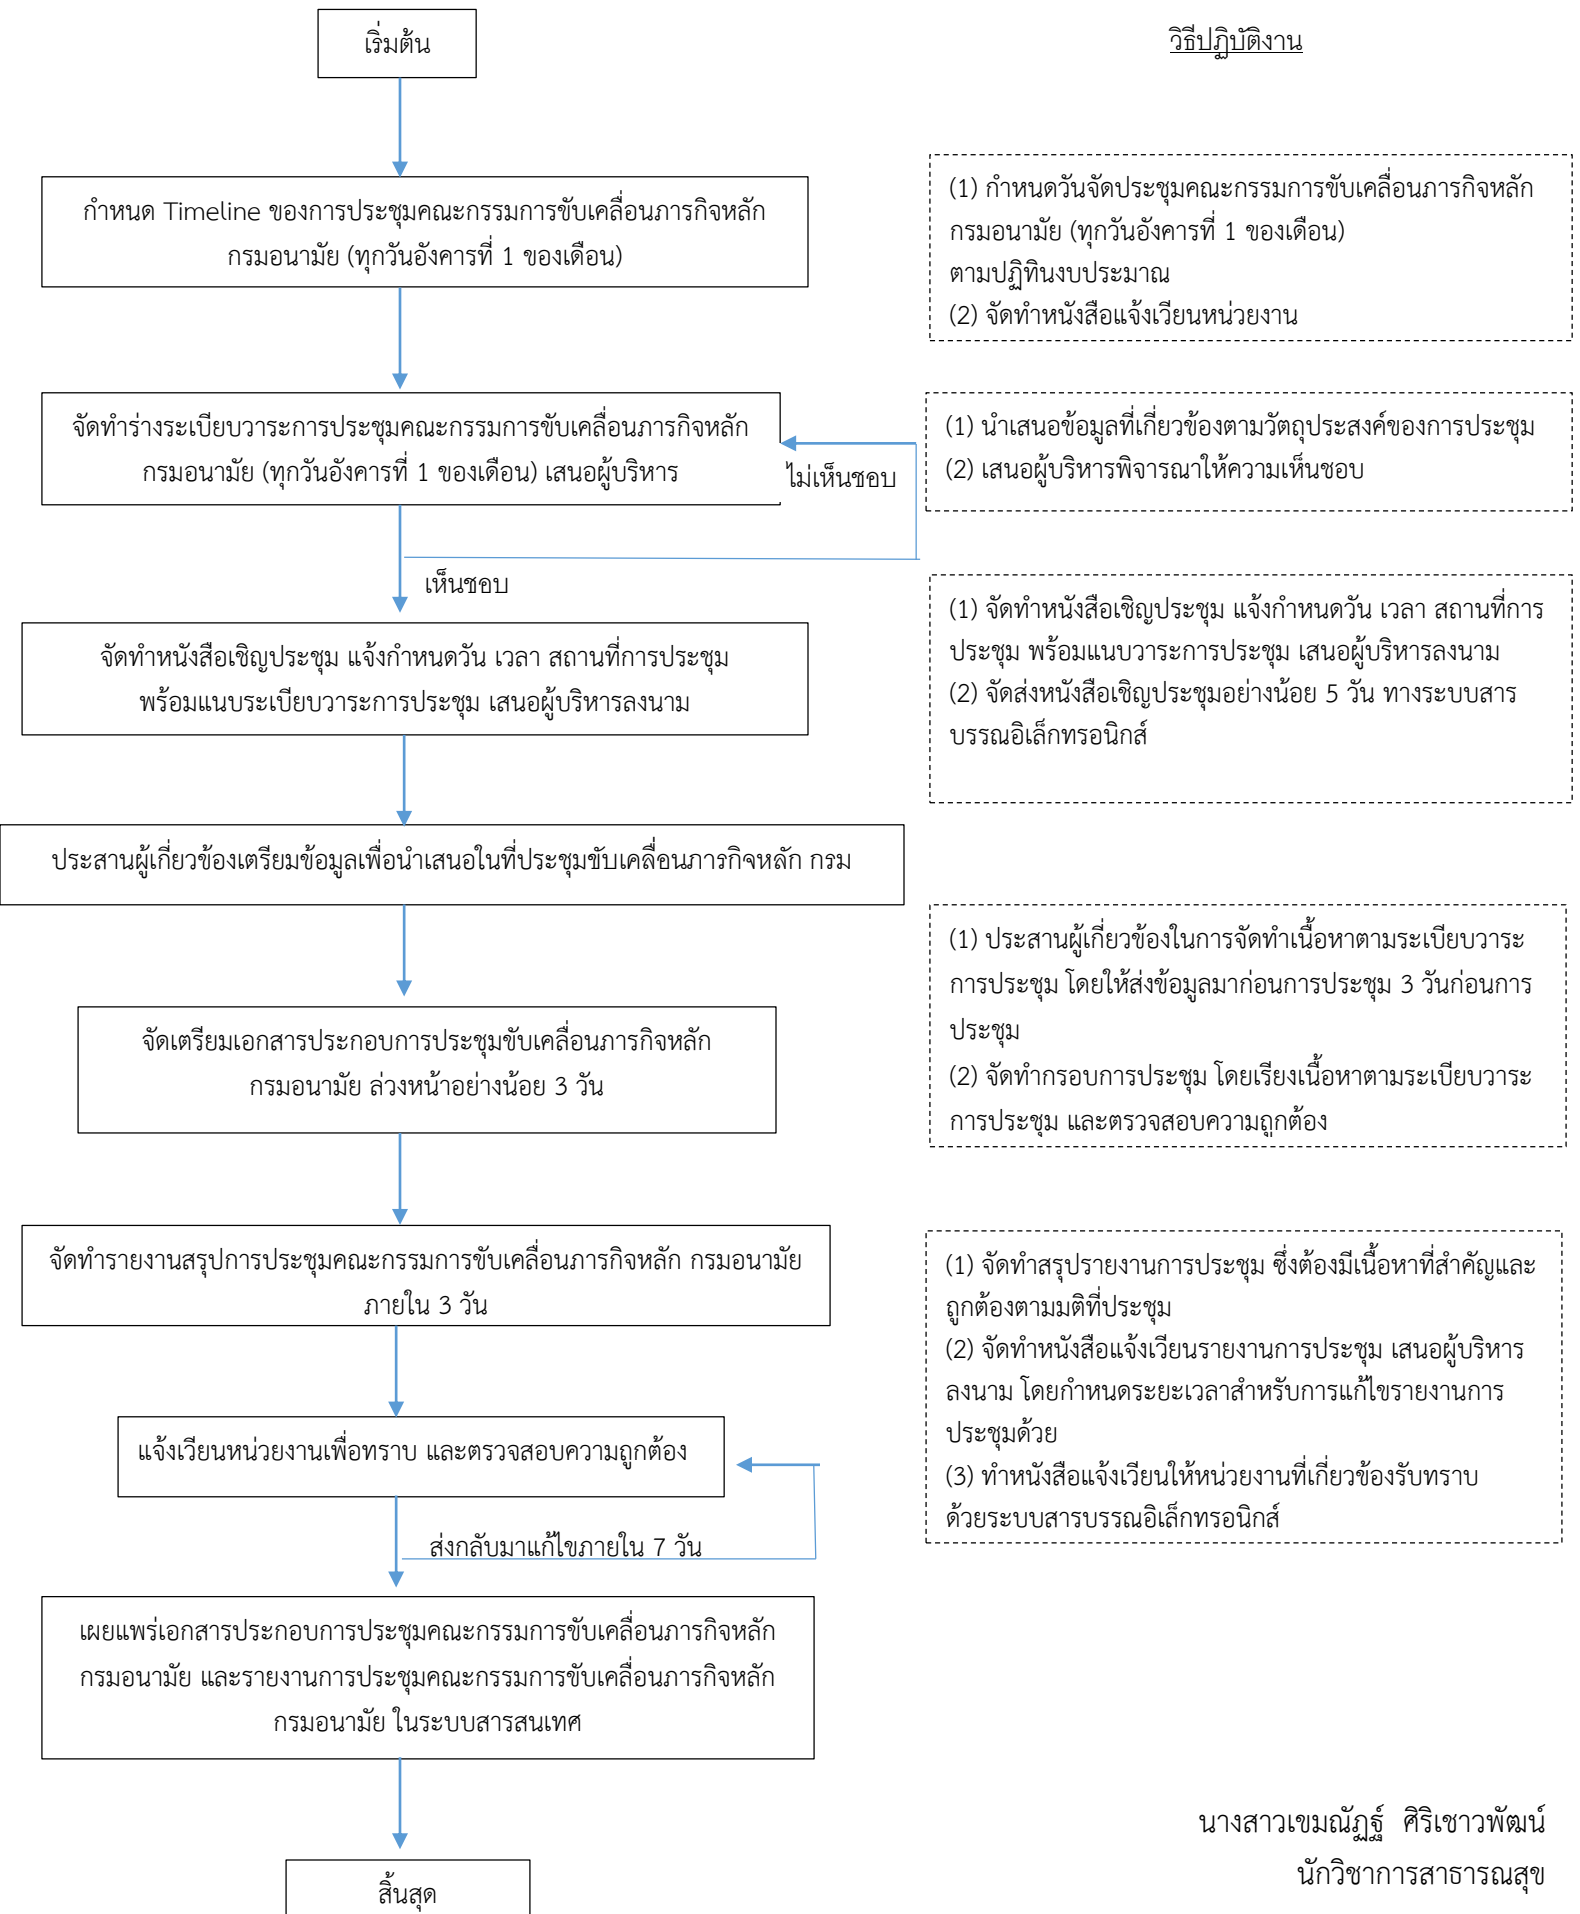 เริ่มต้น
วิธีปฏิบัติงาน
กำหนด Timeline ของการประชุมคณะกรรมการขับเคลื่อนภารกิจหลัก
กรมอนามัย (ทุกวันอังคารที่ 1 ของเดือน)
(1) กำหนดวันจัดประชุมคณะกรรมการขับเคลื่อนภารกิจหลัก
กรมอนามัย (ทุกวันอังคารที่ 1 ของเดือน)
ตามปฏิทินงบประมาณ
(2) จัดทำหนังสือแจ้งเวียนหน่วยงาน
จัดทำร่างระเบียบวาระการประชุมคณะกรรมการขับเคลื่อนภารกิจหลัก
กรมอนามัย (ทุกวันอังคารที่ 1 ของเดือน) เสนอผู้บริหาร
ไม่เห็นชอบ
(1) นำเสนอข้อมูลที่เกี่ยวข้องตามวัตถุประสงค์ของการประชุม
(2) เสนอผู้บริหารพิจารณาให้ความเห็นชอบ
เห็นชอบ
จัดทำหนังสือเชิญประชุม แจ้งกำหนดวัน เวลา สถานที่การประชุม
พร้อมแนบระเบียบวาระการประชุม เสนอผู้บริหารลงนาม
(1) จัดทำหนังสือเชิญประชุม แจ้งกำหนดวัน เวลา สถานที่การ
ประชุม พร้อมแนบวาระการประชุม เสนอผู้บริหารลงนาม
(2) จัดส่งหนังสือเชิญประชุมอย่างน้อย 5 วัน ทางระบบสาร
บรรณอิเล็กทรอนิกส์
ประสานผู้เกี่ยวข้องเตรียมข้อมูลเพื่อนำเสนอในที่ประชุมขับเคลื่อนภารกิจหลัก กรม
จัดเตรียมเอกสารประกอบการประชุมขับเคลื่อนภารกิจหลัก
กรมอนามัย ล่วงหน้าอย่างน้อย 3 วัน
(1) ประสานผู้เกี่ยวข้องในการจัดทำเนื้อหาตามระเบียบวาระ
การประชุม โดยให้ส่งข้อมูลมาก่อนการประชุม 3 วันก่อนการ
ประชุม
(2) จัดทำกรอบการประชุม โดยเรียงเนื้อหาตามระเบียบวาระ
การประชุม และตรวจสอบความถูกต้อง
จัดทำรายงานสรุปการประชุมคณะกรรมการขับเคลื่อนภารกิจหลัก กรมอนามัย
ภายใน 3 วัน
(1) จัดทำสรุปรายงานการประชุม ซึ่งต้องมีเนื้อหาที่สำคัญและ
ถูกต้องตามมติที่ประชุม
(2) จัดทำหนังสือแจ้งเวียนรายงานการประชุม เสนอผู้บริหาร
ลงนาม โดยกำหนดระยะเวลาสำหรับการแก้ไขรายงานการ
ประชุมด้วย
(3) ทำหนังสือแจ้งเวียนให้หน่วยงานที่เกี่ยวข้องรับทราบ
ด้วยระบบสารบรรณอิเล็กทรอนิกส์
แจ้งเวียนหน่วยงานเพื่อทราบ และตรวจสอบความถูกต้อง
ส่งกลับมาแก้ไขภายใน 7 วัน
เผยแพร่เอกสารประกอบการประชุมคณะกรรมการขับเคลื่อนภารกิจหลัก
กรมอนามัย และรายงานการประชุมคณะกรรมการขับเคลื่อนภารกิจหลัก
กรมอนามัย ในระบบสารสนเทศ
สิ้นสุด
นางสาวเขมณัฏฐ์ ศิริเชาวพัฒน์
นักวิชาการสาธารณสุข